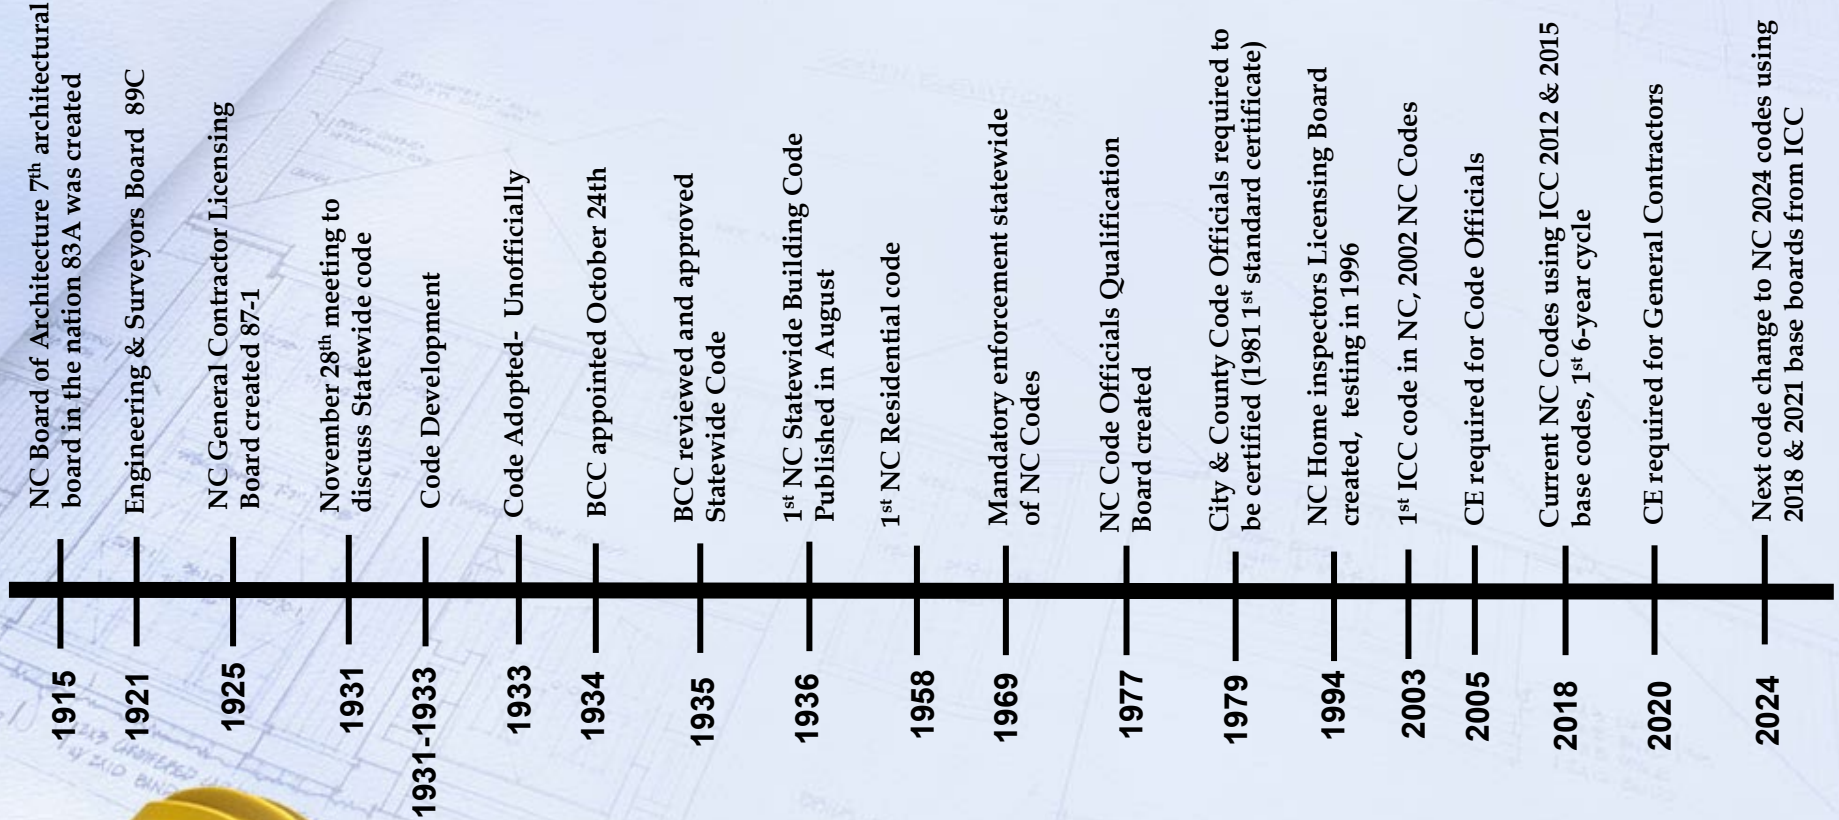 NC Board of Architecture 7th architectural
board in the nation 83A was created
1915
Engineering & Surveyors Board 89C
1921
NC General Contractor Licensing
Board created 87-1
1925
November 28th meeting to
discuss Statewide code
1931
Code Development
1931-1933
Code Adopted- Unofficially
1933
BCC appointed October 24th
1934
BCC reviewed and approved
Statewide Code
1935
1st NC Statewide Building Code
Published in August
1936
1st NC Residential code
1958
Mandatory enforcement statewide
of NC Codes
1969
NC Code Officials Qualification
Board created
1977
City & County Code Officials required to
be certified (1981 1st standard certificate)
1979
NC Home inspectors Licensing Board
created, testing in 1996
1994
1st ICC code in NC, 2002 NC Codes
2003
CE required for Code Officials
2005
Current NC Codes using ICC 2012 & 2015
base codes, 1st 6-year cycle
2018
CE required for General Contractors
2020
Next code change to NC 2024 codes using
2018 & 2021 base boards from ICC
2024